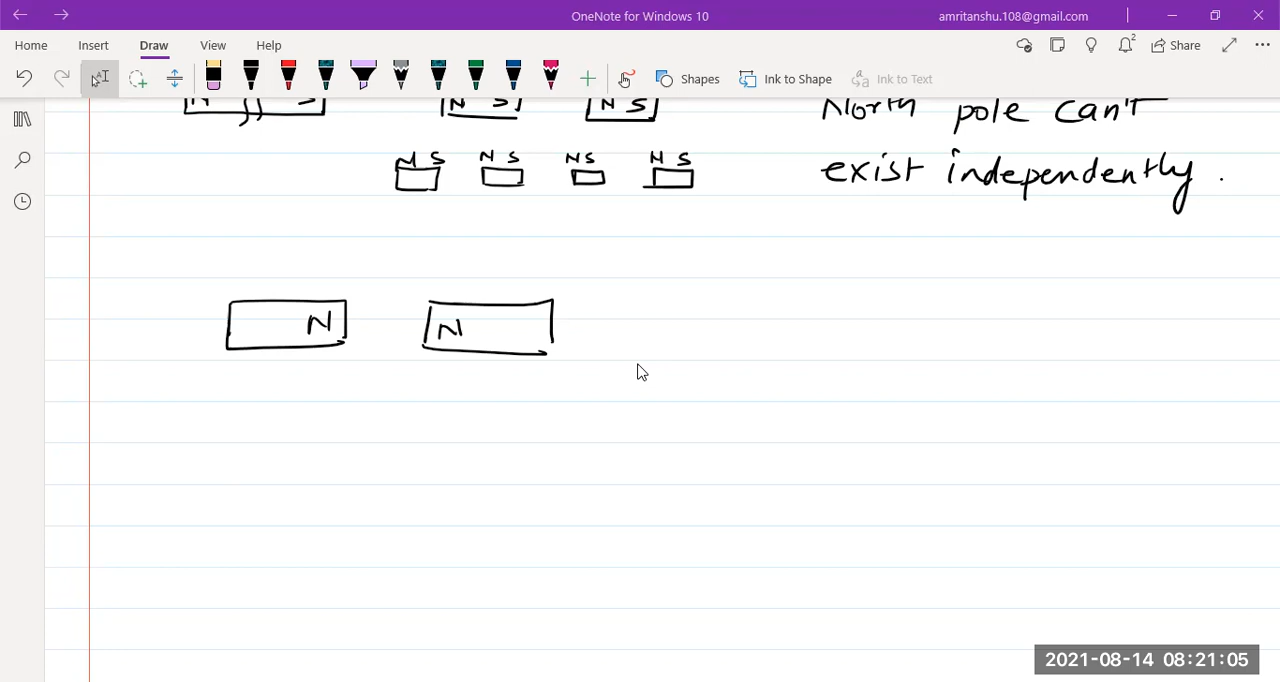 OneNote for Windows 10
amritanshu.108@gmail.com
Home Insert Draw View Help
2
Share
Shapes
Ink to Shape
Ink to Text
N S N S N S
North pole can't
N S N S N S N S
exist independently.
N N
2021-08-14 08:21:05